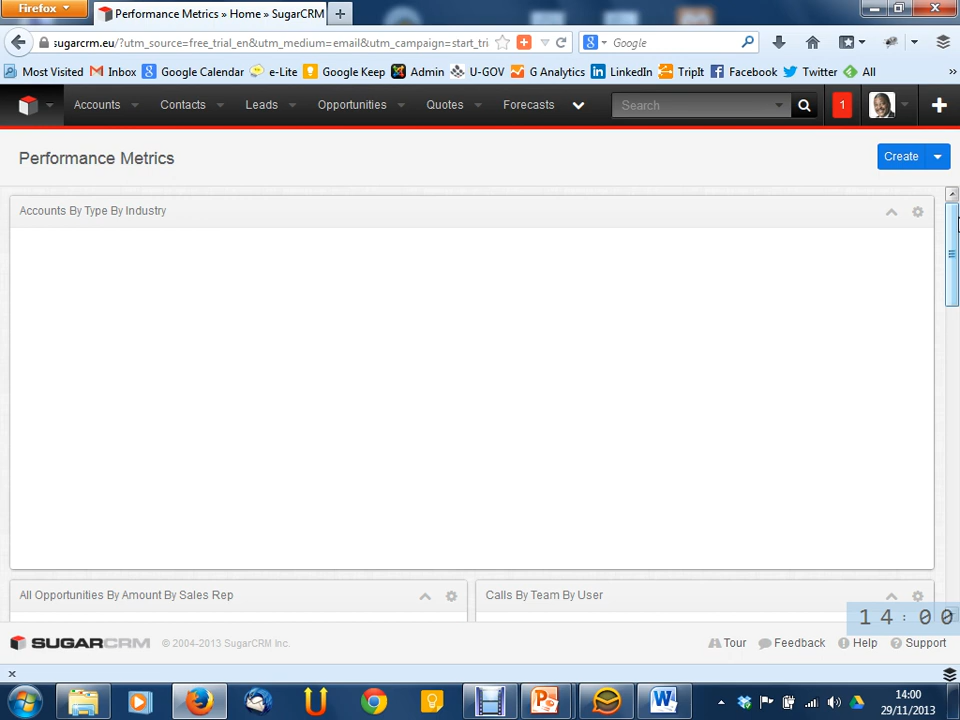 Firefox
Performance Metrics » Home » SugarCRM
sugarcrm.eu/?utm_source=free_trial_en&utm_medium=email&utm_campaign=start_tri
Google
Most Visited Inbox Google Calendar e-Lite Google Keep Admin U-GOV G Analytics LinkedIn TripIt Facebook Twitter All »
Accounts Contacts Leads Opportunities Quotes Forecasts Search 1
Performance Metrics
Create
Accounts By Type By Industry
All Opportunities By Amount By Sales Rep
Calls By Team By User
14:00
SUGARCRM © 2004-2013 SugarCRM Inc.
Tour Feedback Help Support
14:00
29/11/2013